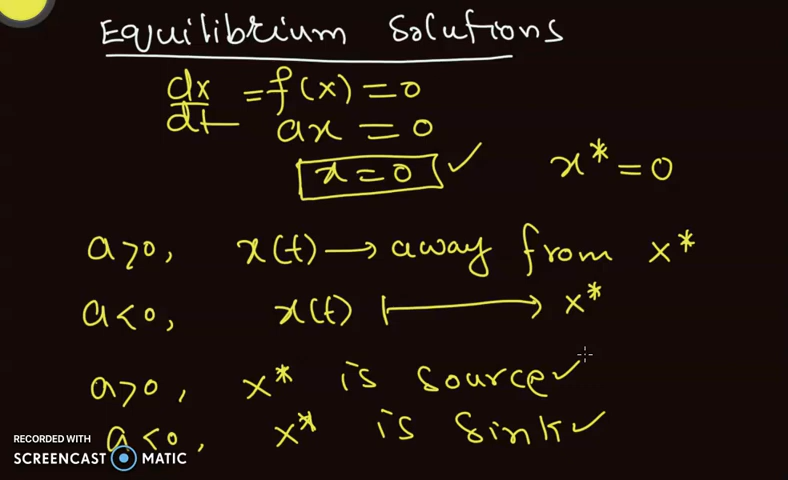 Equilibrium Solutions
dx/dt = f(x) = 0
ax = 0
x = 0 ✓ x* = 0
a>0, x(t) → away from x*
a<0, x(t) ↦ x*
a>0, x* is source ✓
a<0, x* is sink ✓
RECORDED WITH
SCREENCAST MATIC